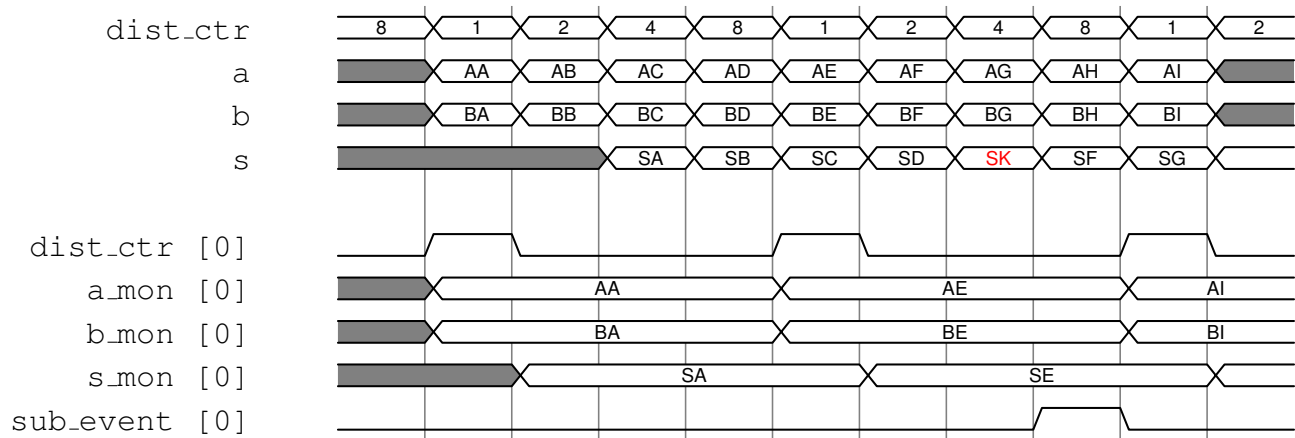 dist_ctr 8 1 2 4 8 1 2 4 8 1 2
a AA AB AC AD AE AF AG AH AI
b BA BB BC BD BE BF BG BH BI
s SA SB SC SD SK SF SG
dist_ctr [0]
a_mon [0] AA AE AI
b_mon [0] BA BE BI
s_mon [0] SA SE
sub_event [0]